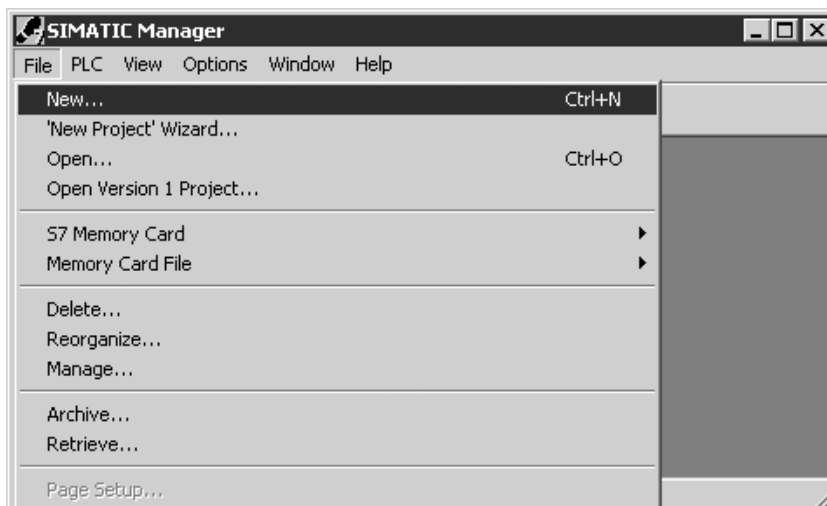 SIMATIC Manager
File PLC View Options Window Help
New... Ctrl+N
'New Project' Wizard...
Open... Ctrl+O
Open Version 1 Project...
S7 Memory Card
Memory Card File
Delete...
Reorganize...
Manage...
Archive...
Retrieve...
Page Setup...